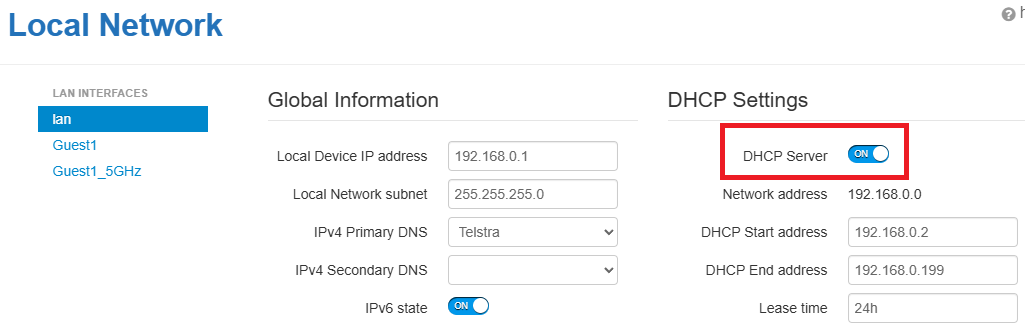 Local Network
LAN INTERFACES
lan
Guest1
Guest1_5GHz
Global Information
Local Device IP address 192.168.0.1
Local Network subnet 255.255.255.0
IPv4 Primary DNS Telstra
IPv4 Secondary DNS
IPv6 state ON
DHCP Settings
DHCP Server ON
Network address 192.168.0.0
DHCP Start address 192.168.0.2
DHCP End address 192.168.0.199
Lease time 24h